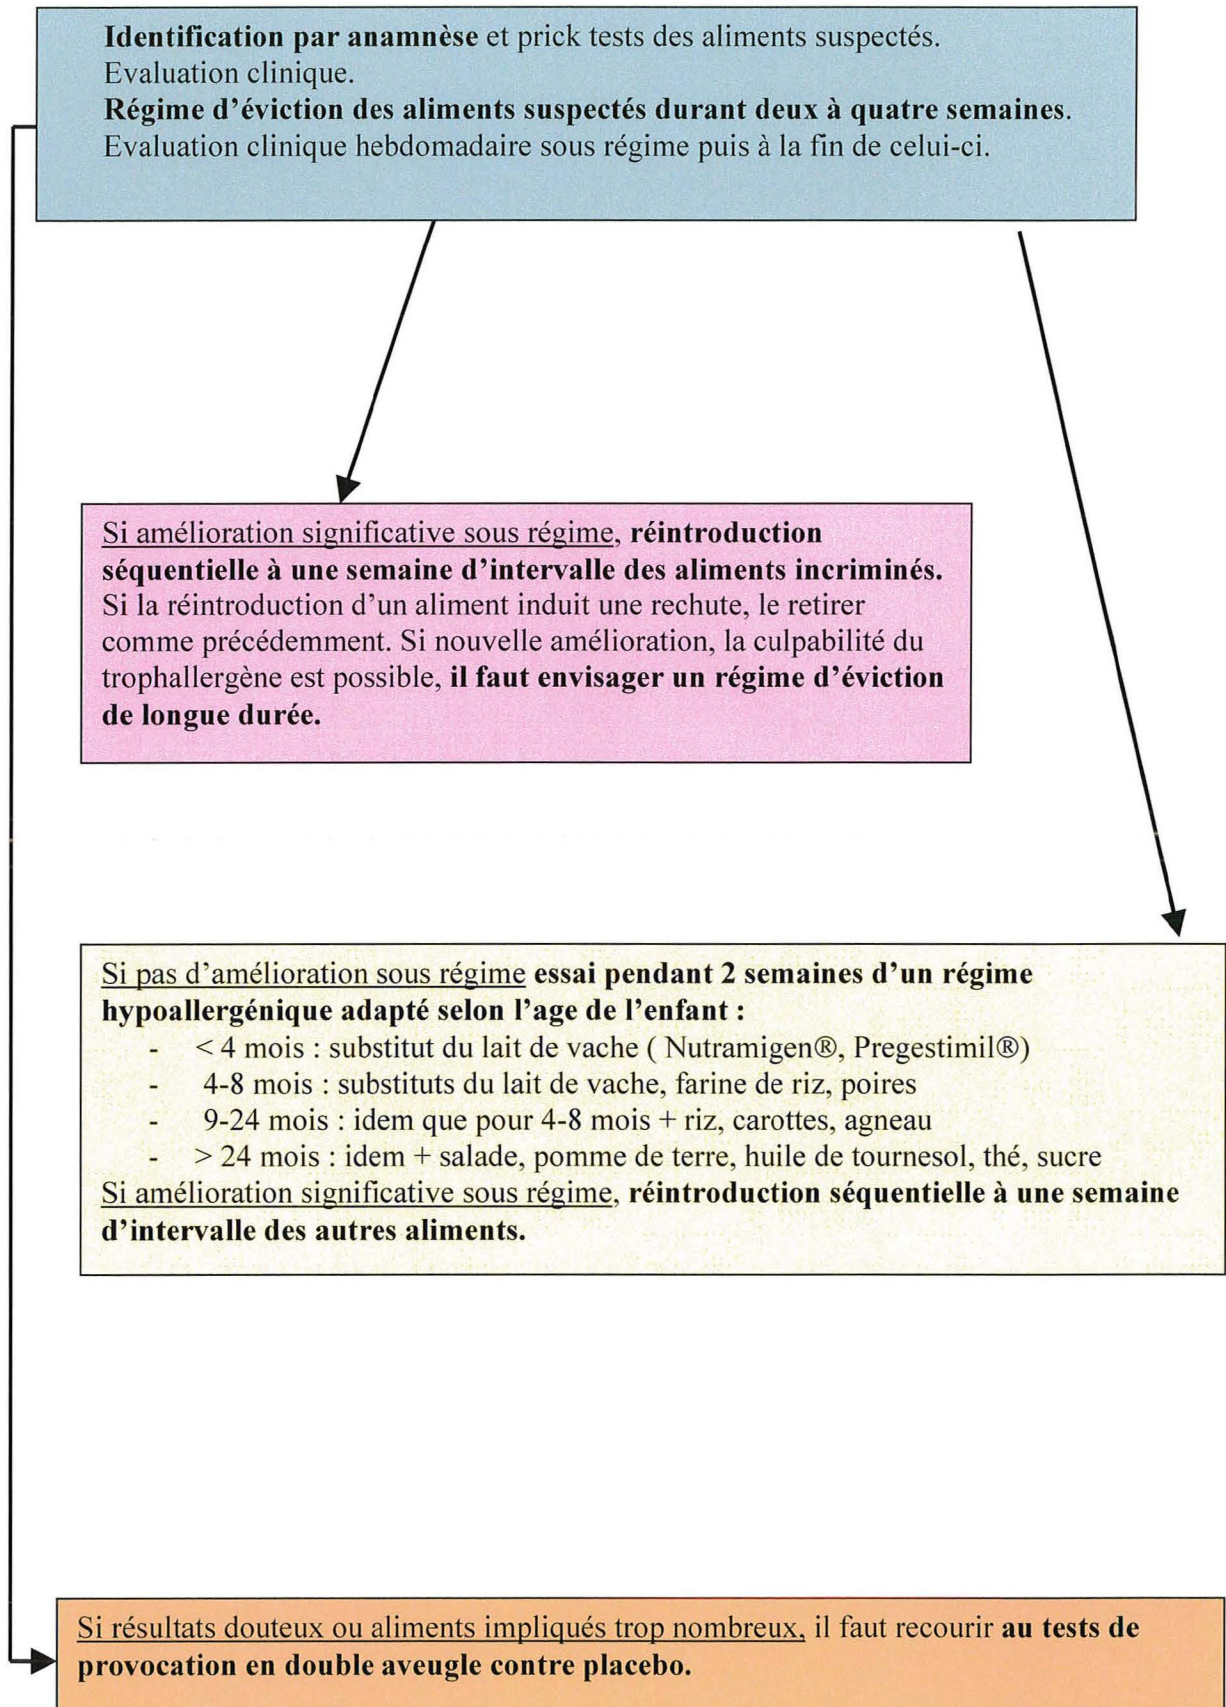 Identification par anamnèse et prick tests des aliments suspectés.
Evaluation clinique.
Régime d'éviction des aliments suspectés durant deux à quatre semaines.
Evaluation clinique hebdomadaire sous régime puis à la fin de celui-ci.
Si amélioration significative sous régime, réintroduction
séquentielle à une semaine d'intervalle des aliments incriminés.
Si la réintroduction d'un aliment induit une rechute, le retirer
comme précédemment. Si nouvelle amélioration, la culpabilité du
trophallergène est possible, il faut envisager un régime d'éviction
de longue durée.
Si pas d'amélioration sous régime essai pendant 2 semaines d'un régime
hypoallergénique adapté selon l'age de l'enfant :
- < 4 mois : substitut du lait de vache ( Nutramigen®, Pregestimil®)
- 4-8 mois : substituts du lait de vache, farine de riz, poires
- 9-24 mois : idem que pour 4-8 mois + riz, carottes, agneau
- > 24 mois : idem + salade, pomme de terre, huile de tournesol, thé, sucre
Si amélioration significative sous régime, réintroduction séquentielle à une semaine
d'intervalle des autres aliments.
Si résultats douteux ou aliments impliqués trop nombreux, il faut recourir au tests de
provocation en double aveugle contre placebo.